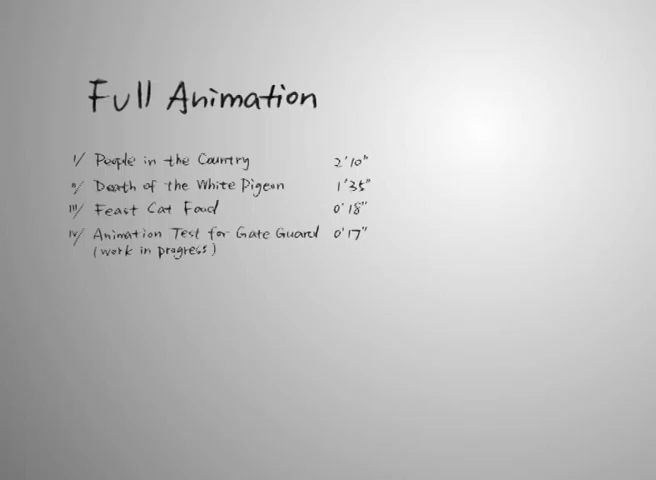 Full Animation
i/ People in the Country 2'10"
ii/ Death of the White Pigeon 1'35"
iii/ Feast Cat Food 0'18"
iv/ Animation Test for Gate Guard 0'17"
(work in progress)